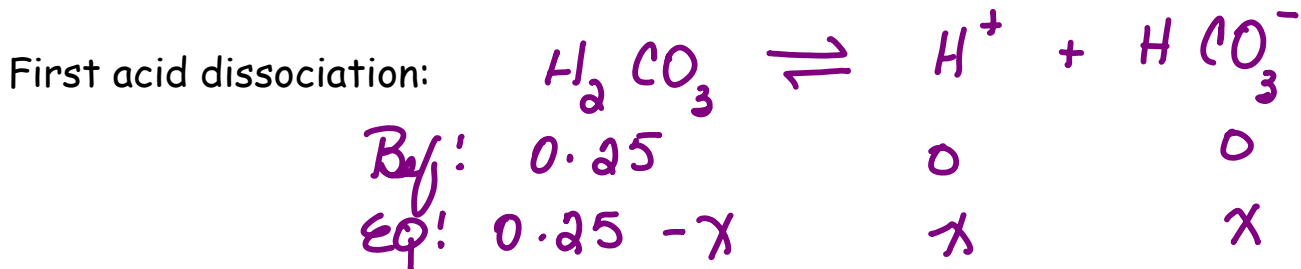 First acid dissociation: H₂CO₃ ⇌ H⁺ + HCO₃⁻
Bef: 0.25 0 0
EQ: 0.25 - x x x